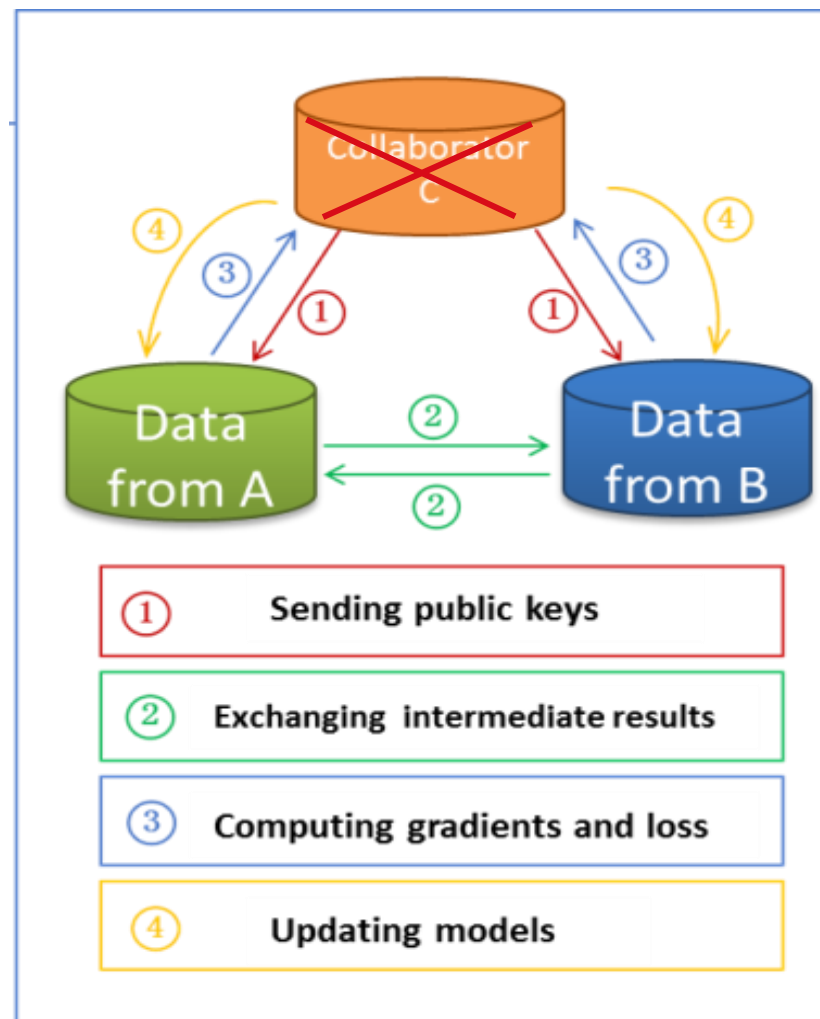 Collaborator
C
④
④
③
③
①
①
Data
from A
②
②
Data
from B
① Sending public keys
② Exchanging intermediate results
③ Computing gradients and loss
④ Updating models